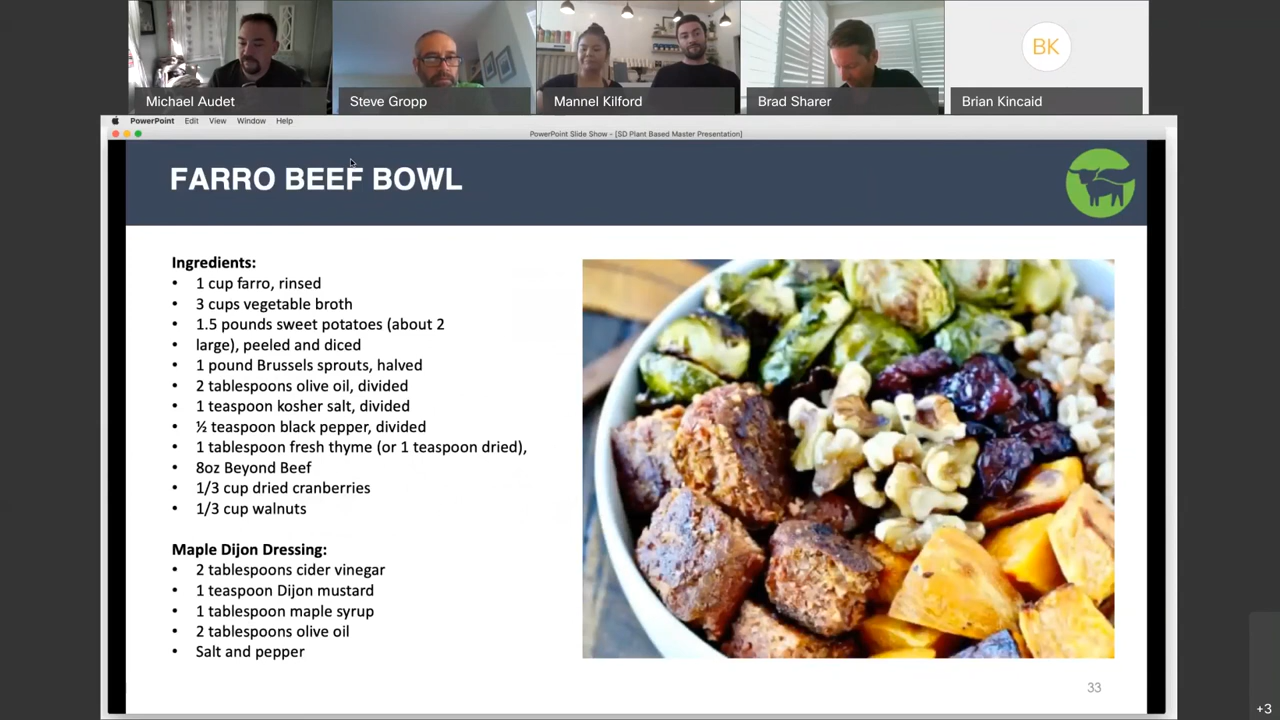 Michael Audet
Steve Gropp
Mannel Kilford
Brad Sharer
BK
Brian Kincaid
PowerPoint Edit View Window Help
PowerPoint Slide Show - [SD Plant Based Master Presentation]
FARRO BEEF BOWL
Ingredients:
• 1 cup farro, rinsed
• 3 cups vegetable broth
• 1.5 pounds sweet potatoes (about 2
• large), peeled and diced
• 1 pound Brussels sprouts, halved
• 2 tablespoons olive oil, divided
• 1 teaspoon kosher salt, divided
• ½ teaspoon black pepper, divided
• 1 tablespoon fresh thyme (or 1 teaspoon dried),
• 8oz Beyond Beef
• 1/3 cup dried cranberries
• 1/3 cup walnuts
Maple Dijon Dressing:
• 2 tablespoons cider vinegar
• 1 teaspoon Dijon mustard
• 1 tablespoon maple syrup
• 2 tablespoons olive oil
• Salt and pepper
33
+3